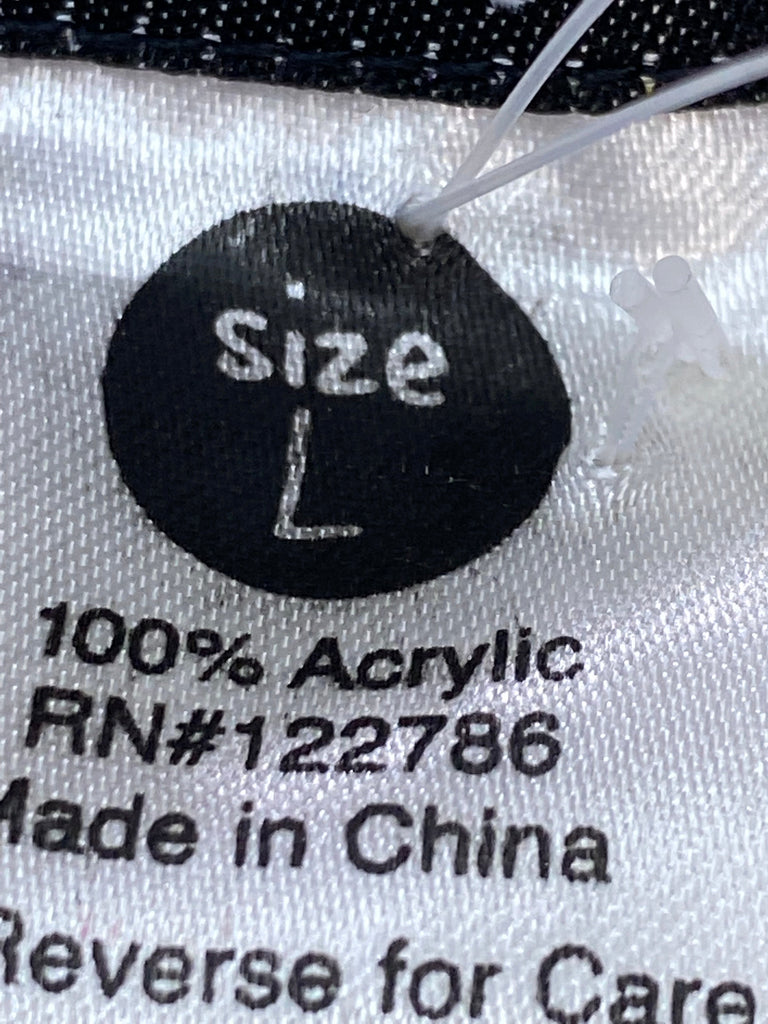 Size
L
100% Acrylic
RN#122786
Made in China
Reverse for Care